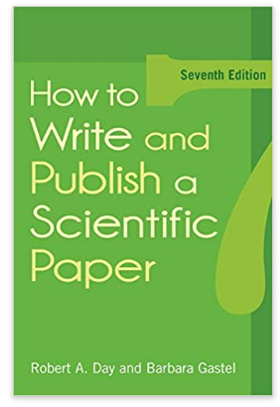 Seventh Edition
How to
Write and
Publish a
Scientific
Paper
Robert A. Day and Barbara Gastel